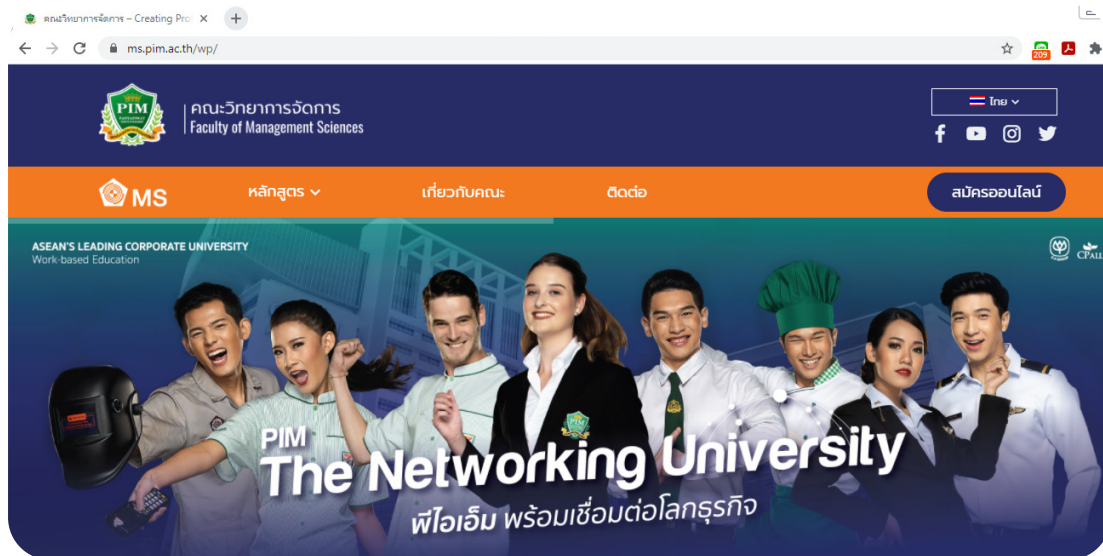 คณะวิทยาการจัดการ – Creating Pro
ms.pim.ac.th/wp/
209
PIM
คณะวิทยาการจัดการ
Faculty of Management Sciences
ไทย
MS
หลักสูตร
เกี่ยวกับคณะ
ติดต่อ
สมัครออนไลน์
ASEAN'S LEADING CORPORATE UNIVERSITY
Work-based Education
CPALL
PIM
The Networking University
พีไอเอ็ม พร้อมเชื่อมต่อโลกธุรกิจ